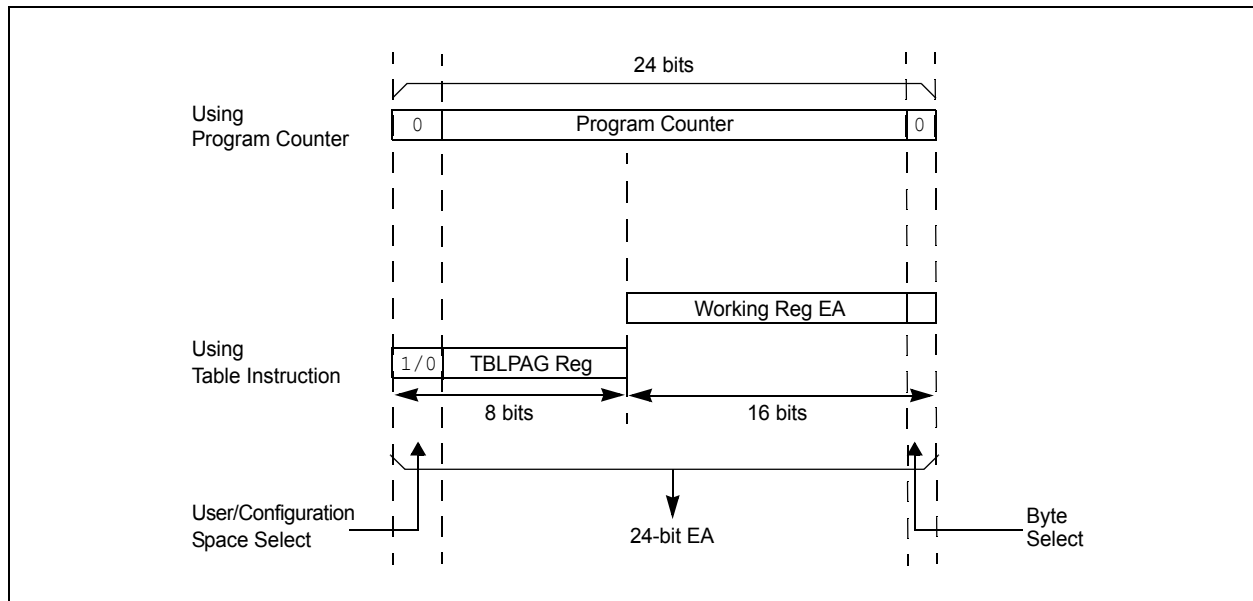 24 bits
Using
Program Counter
0
Program Counter
0
Working Reg EA
Using
Table Instruction
1/0
TBLPAG Reg
8 bits
16 bits
User/Configuration
Space Select
24-bit EA
Byte
Select